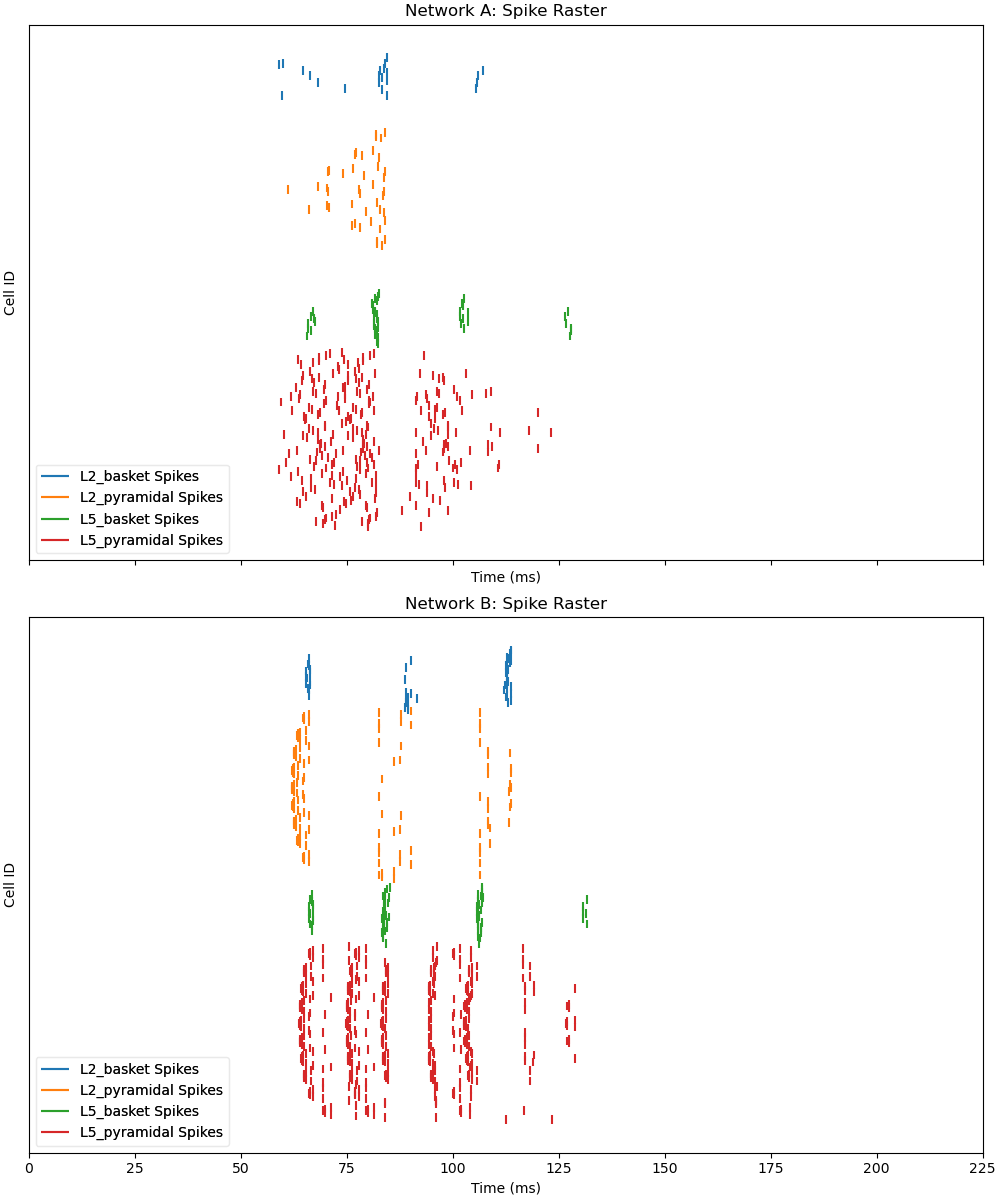 Network A: Spike Raster
Cell ID
L2_basket Spikes
L2_pyramidal Spikes
L5_basket Spikes
L5_pyramidal Spikes
Time (ms)
Network B: Spike Raster
Cell ID
L2_basket Spikes
L2_pyramidal Spikes
L5_basket Spikes
L5_pyramidal Spikes
0 25 50 75 100 125 150 175 200 225
Time (ms)